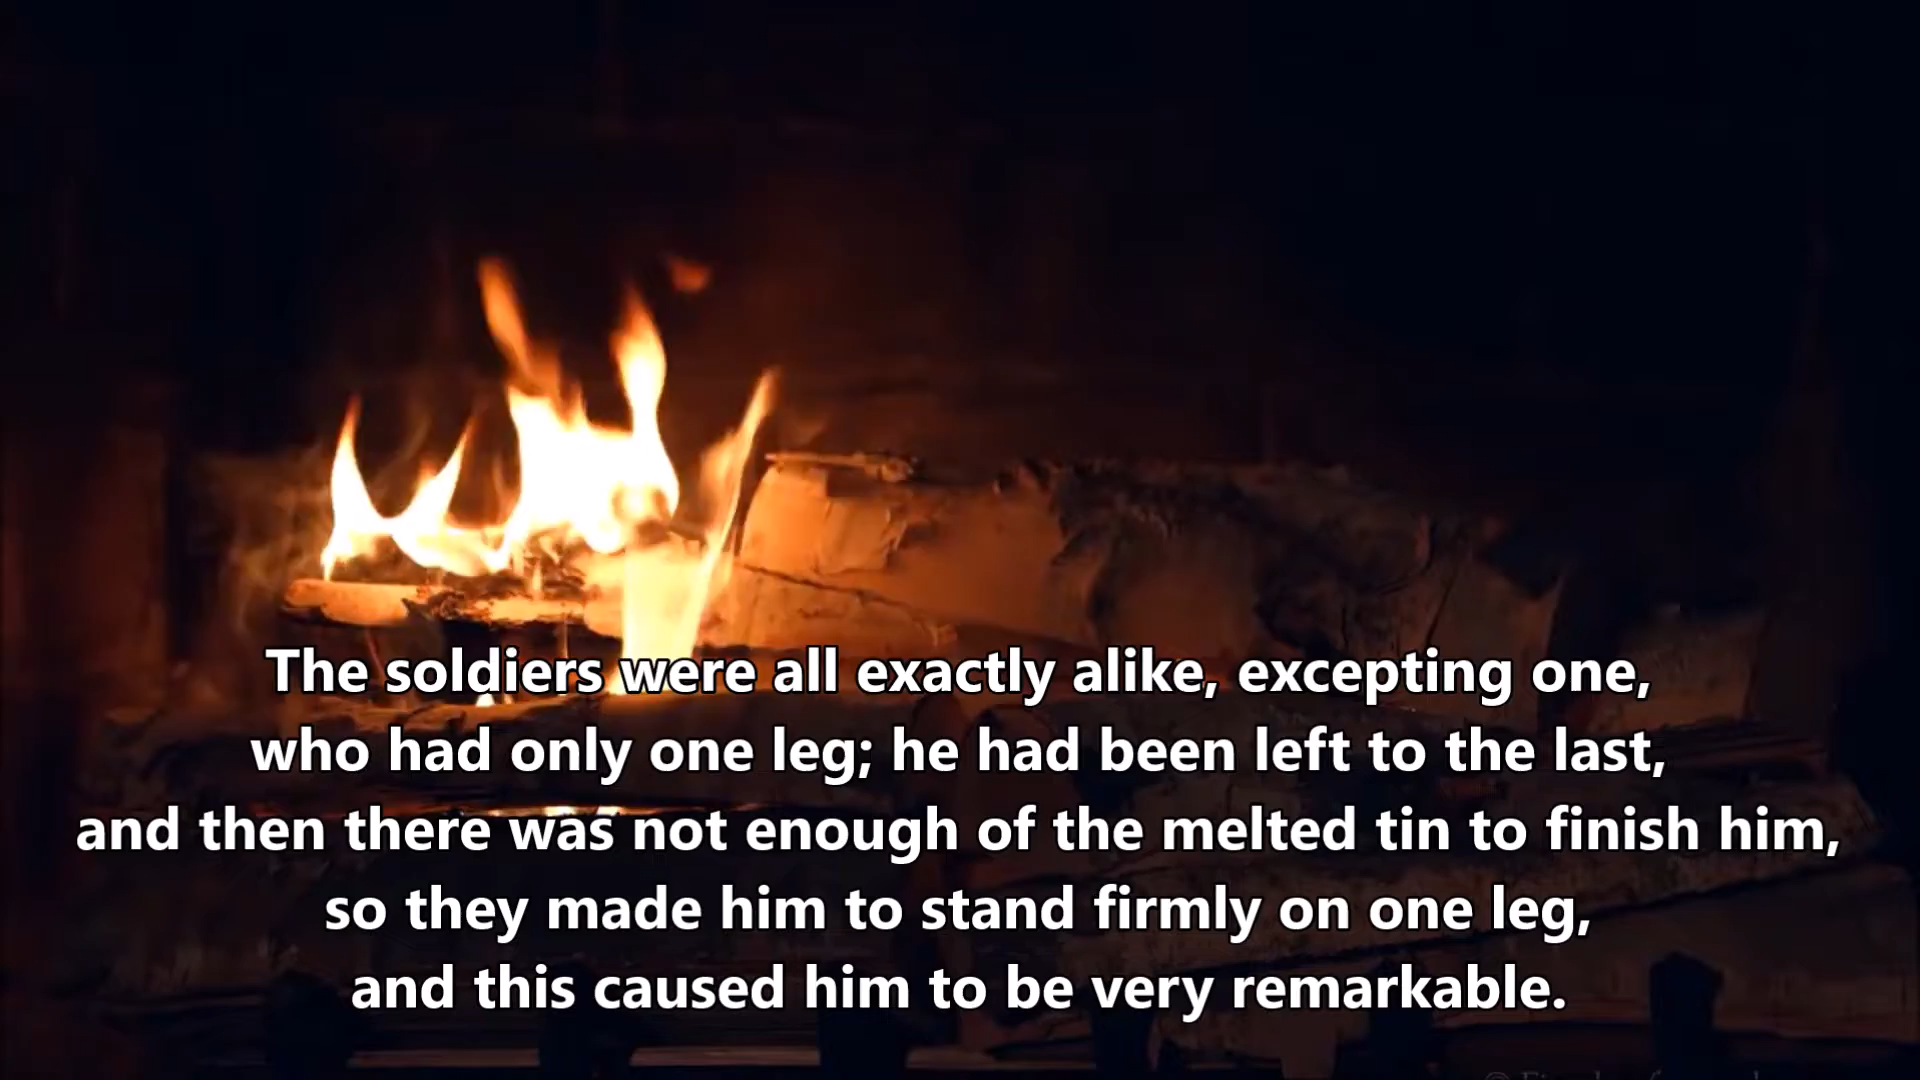 The soldiers were all exactly alike, excepting one,
who had only one leg; he had been left to the last,
and then there was not enough of the melted tin to finish him,
so they made him to stand firmly on one leg,
and this caused him to be very remarkable.